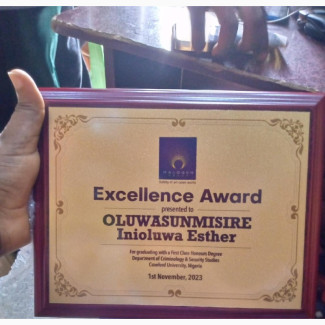 Excellence Award
presented to
OLUWASUNMISIRE
Inioluwa Esther
For graduating with a First Class Honours Degree
Department of Criminology & Security Studies
University, Nigeria
1st November, 2023